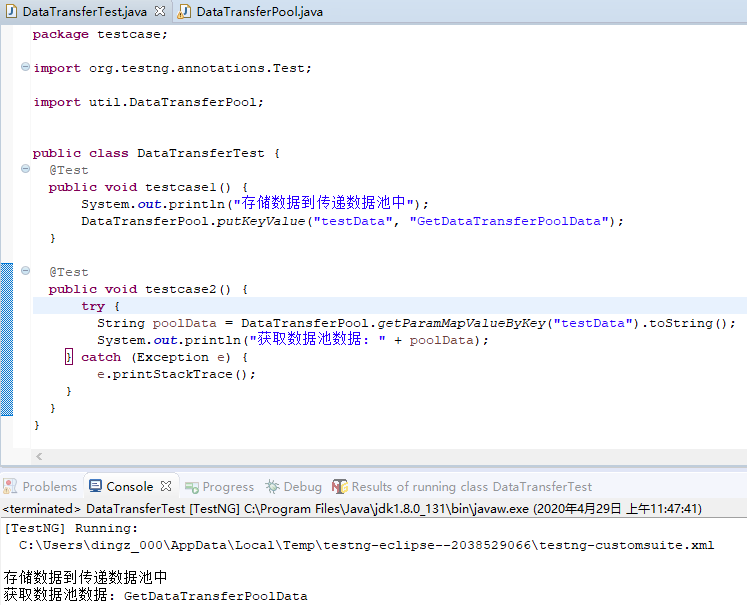 DataTransferTest.java DataTransferPool.java
package testcase;
import org.testng.annotations.Test;
import util.DataTransferPool;
public class DataTransferTest {
@Test
public void testcase1() {
System.out.println("存储数据到传递数据池中");
DataTransferPool.putKeyValue("testData", "GetDataTransferPoolData");
}
@Test
public void testcase2() {
try {
String poolData = DataTransferPool.getParamMapValueByKey("testData").toString();
System.out.println("获取数据池数据：" + poolData);
} catch (Exception e) {
e.printStackTrace();
}
}
}
Problems Console Progress Debug Results of running class DataTransferTest
<terminated> DataTransferTest [TestNG] C:\Program Files\Java\jdk1.8.0_131\bin\javaw.exe (2020年4月29日 上午11:47:41)
[TestNG] Running:
C:\Users\dingz_000\AppData\Local\Temp\testng-eclipse--2038529066\testng-customsuite.xml
存储数据到传递数据池中
获取数据池数据：GetDataTransferPoolData